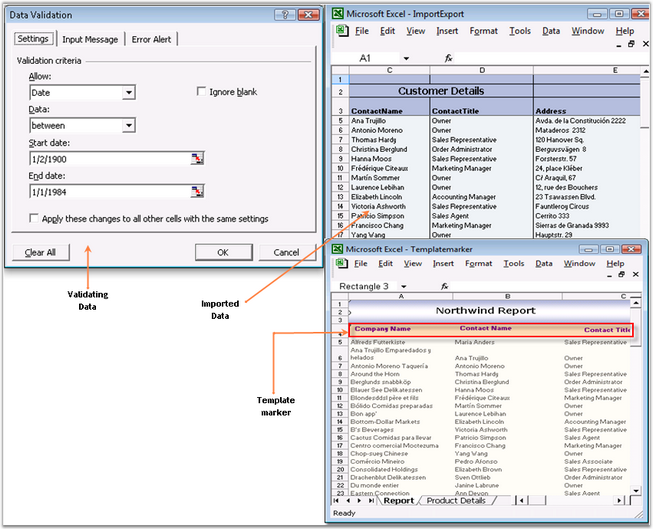 Data Validation
Settings
Input Message
Error Alert
Validation criteria
Allow:
Date
Ignore blank
Data:
between
Start date:
1/2/1900
End date:
1/1/1984
Apply these changes to all other cells with the same settings
Clear All
OK
Cancel
Validating
Data
Imported
Data
Template
marker
Microsoft Excel - ImportExport
File Edit View Insert Format Tools Data Window Help
A1
fx
C D E
1
2 Customer Details
3 ContactName ContactTitle Address
5 Ana Trujillo Owner Avda. de la Constitución 2222
6 Antonio Moreno Owner Mataderos 2312
7 Thomas Hardy Sales Representative 120 Hanover Sq.
8 Christina Berglund Order Administrator Berguvsvägen 8
9 Hanna Moos Sales Representative Forsterstr. 57
10 Frédérique Citeaux Marketing Manager 24, place Kléber
11 Martín Sommer Owner C/ Araquil, 67
12 Laurence Lebihan Owner 12, rue des Bouchers
13 Elizabeth Lincoln Accounting Manager 23 Tsawassen Blvd.
14 Victoria Ashworth Sales Representative Fauntleroy Circus
15 Patricio Simpson Sales Agent Cerrito 333
16 Francisco Chang Marketing Manager Sierras de Granada 9993
17 Yang Wang Owner Hauptstr. 29
Microsoft Excel - Templatemarker
File Edit View Insert Format Tools Data Window Help
Rectangle 3
fx
A B C
1
2 Northwind Report
3
4 Company Name Contact Name Contact Title
5 Alfreds Futterkiste Maria Anders Sales Representative
Ana Trujillo Emparedados y
6 helados Ana Trujillo Owner
7 Antonio Moreno Taquería Antonio Moreno Owner
8 Around the Horn Thomas Hardy Sales Representative
9 Berglunds snabbköp Christina Berglund Order Administrator
10 Blauer See Delikatessen Hanna Moos Sales Representative
11 Blondesddsl père et fils Frédérique Citeaux Marketing Manager
12 Bólido Comidas preparadas Martín Sommer Owner
13 Bon app' Laurence Lebihan Owner
14 Bottom-Dollar Markets Elizabeth Lincoln Accounting Manager
15 B's Beverages Victoria Ashworth Sales Representative
16 Cactus Comidas para llevar Patricio Simpson Sales Agent
17 Centro comercial Moctezuma Francisco Chang Marketing Manager
18 Chop-suey Chinese Yang Wang Owner
19 Comércio Mineiro Pedro Afonso Sales Associate
20 Consolidated Holdings Elizabeth Brown Sales Representative
21 Drachenblut Delikatessen Sven Ottlieb Order Administrator
22 Du monde entier Janine Labrune Owner
23 Eastern Connection Ann Devon Sales Agent
Report Product Details
Ready